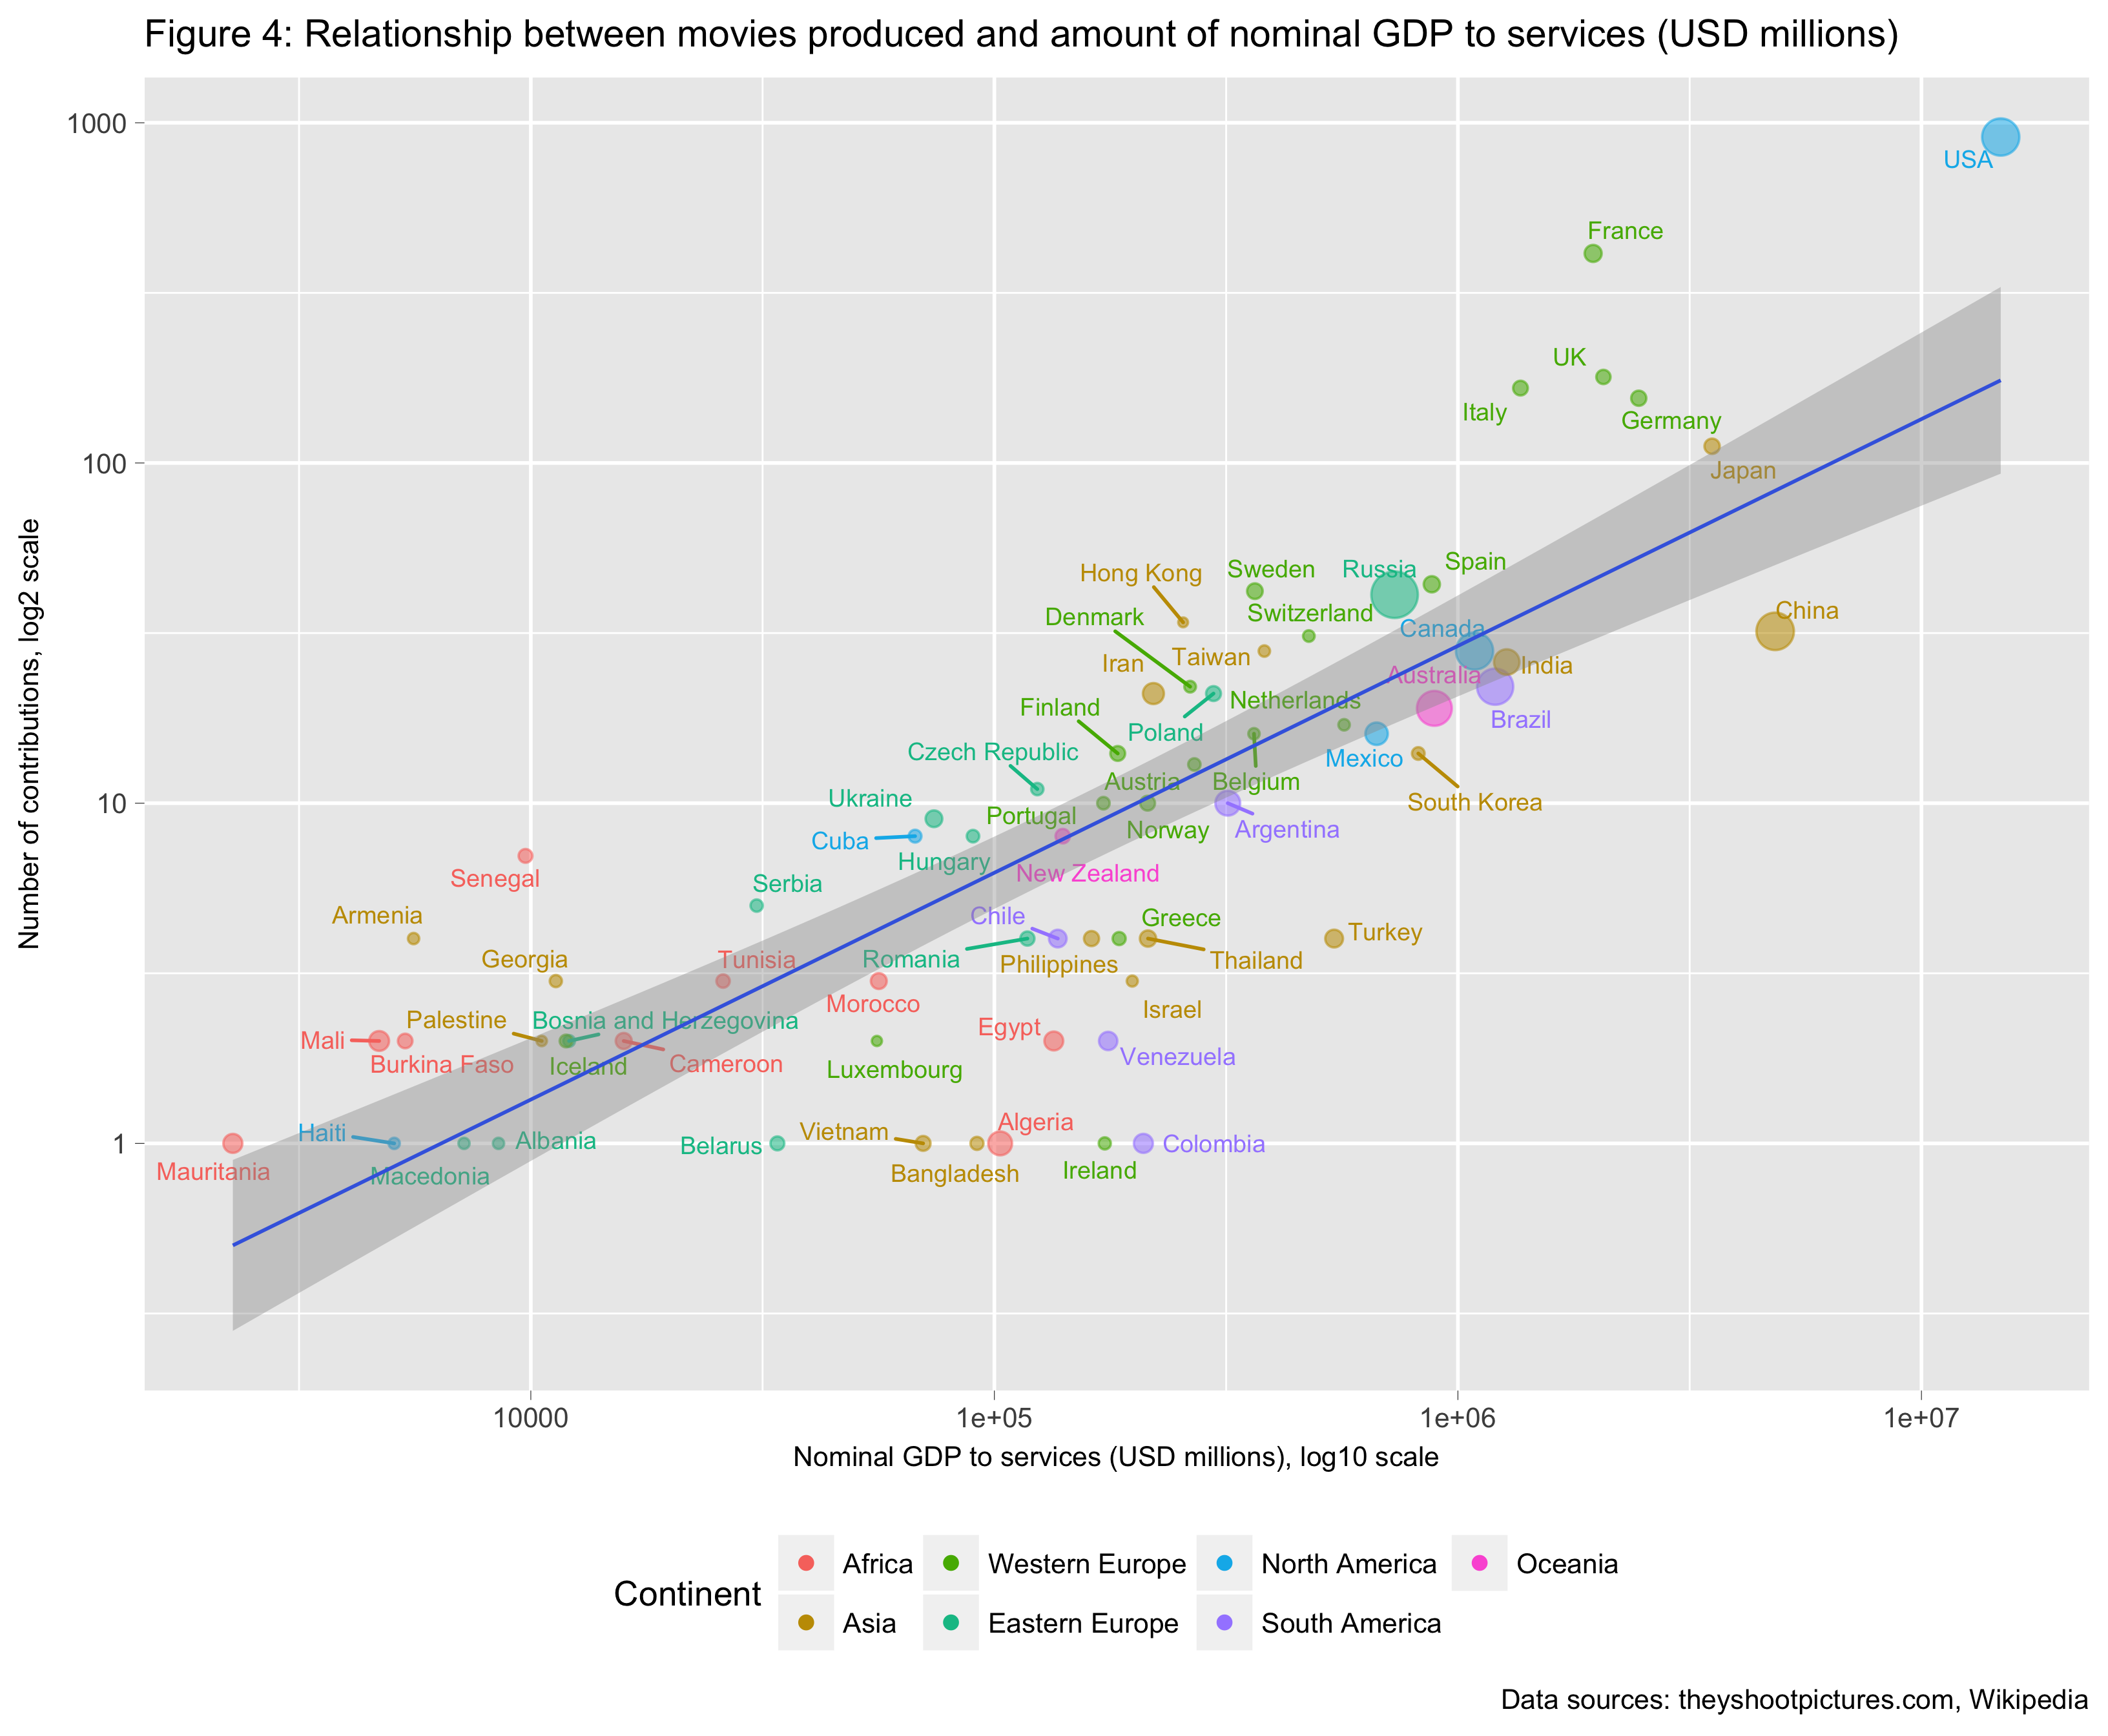 Figure 4: Relationship between movies produced and amount of nominal GDP to services (USD millions)
1000
100
10
1
Number of contributions, log2 scale
USA
France
UK
Italy
Germany
Japan
Hong Kong
Sweden
Russia
Spain
Denmark
Switzerland
China
Canada
Iran
Taiwan
India
Australia
Finland
Netherlands
Poland
Brazil
Czech Republic
Mexico
Austria
Belgium
Ukraine
South Korea
Portugal
Norway
Argentina
Cuba
Hungary
Senegal
New Zealand
Serbia
Armenia
Chile
Greece
Turkey
Georgia
Tunisia
Romania
Philippines
Thailand
Morocco
Israel
Palestine
Bosnia and Herzegovina
Egypt
Mali
Burkina Faso
Iceland
Cameroon
Luxembourg
Venezuela
Algeria
Haiti
Albania
Vietnam
Belarus
Colombia
Mauritania
Macedonia
Bangladesh
Ireland
10000
1e+05
1e+06
1e+07
Nominal GDP to services (USD millions), log10 scale
Continent
Africa
Western Europe
North America
Oceania
Asia
Eastern Europe
South America
Data sources: theyshootpictures.com, Wikipedia